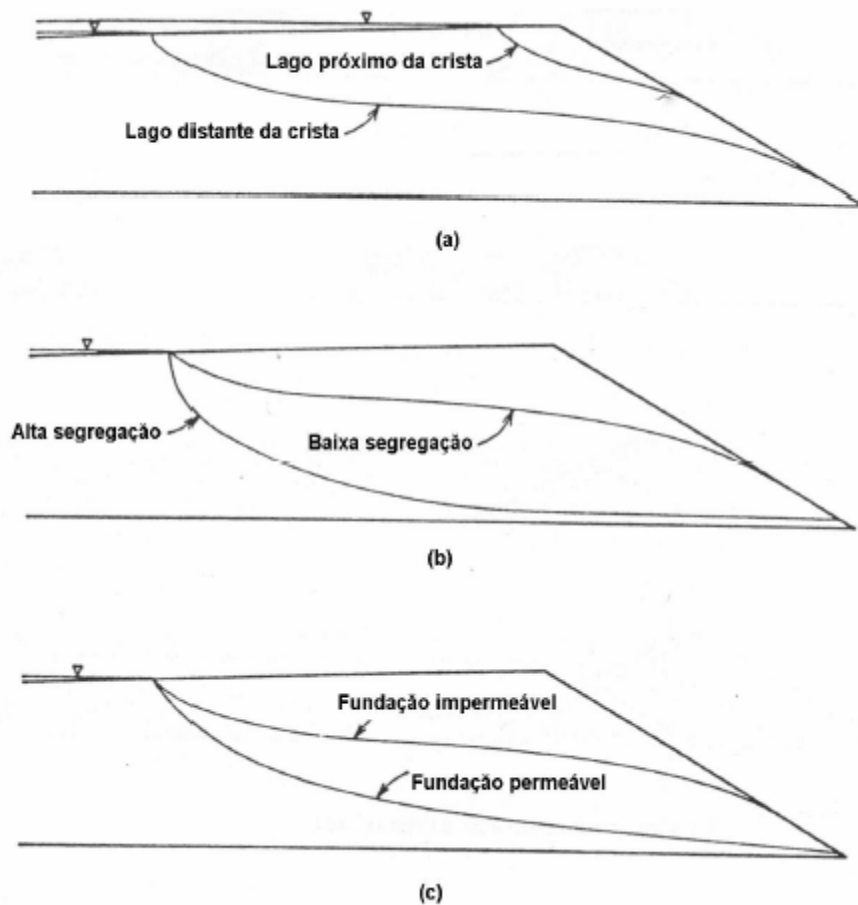 Lago próximo da crista
Lago distante da crista
(a)
Alta segregação
Baixa segregação
(b)
Fundação impermeável
Fundação permeável
(c)